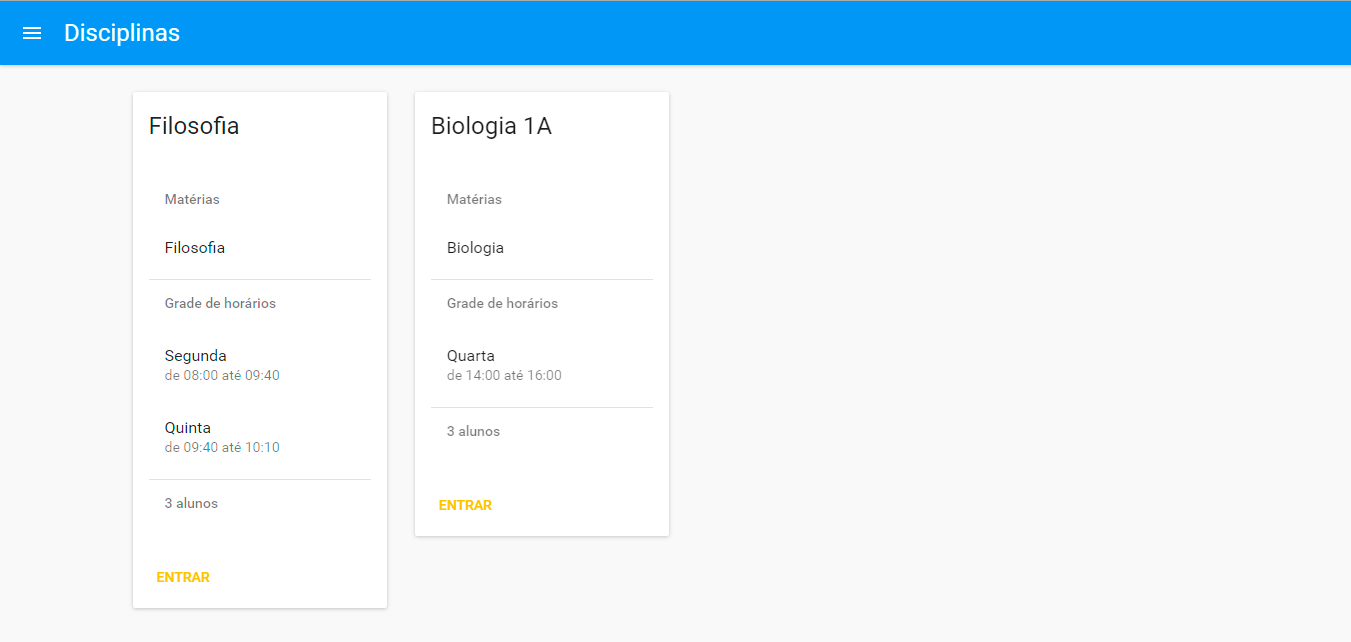 Disciplinas
Filosofia
Matérias
Filosofia
Grade de horários
Segunda
de 08:00 até 09:40
Quinta
de 09:40 até 10:10
3 alunos
ENTRAR
Biologia 1A
Matérias
Biologia
Grade de horários
Quarta
de 14:00 até 16:00
3 alunos
ENTRAR